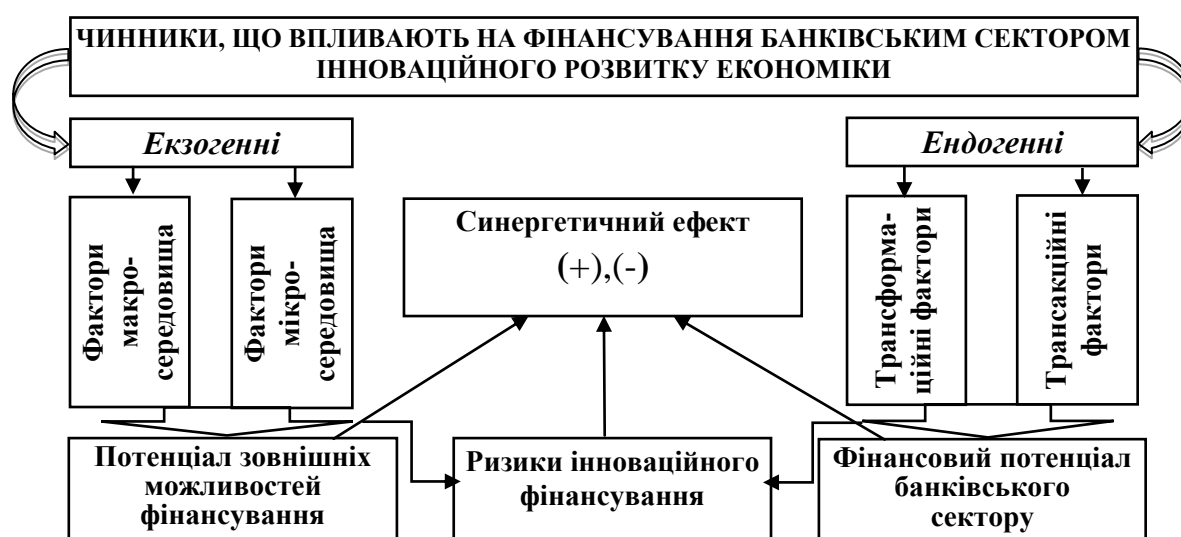 ЧИННИКИ, ЩО ВПЛИВАЮТЬ НА ФІНАНСУВАННЯ БАНКІВСЬКИМ СЕКТОРОМ
ІННОВАЦІЙНОГО РОЗВИТКУ ЕКОНОМІКИ
Екзогенні
Ендогенні
Фактори
макро-
середовища
Фактори
мікро-
середовища
Синергетичний ефект
(+),(-)
Трансформа-
ційні фактори
Трансакційні
фактори
Потенціал зовнішніх
можливостей
фінансування
Ризики інноваційного
фінансування
Фінансовий потенціал
банківського
сектору